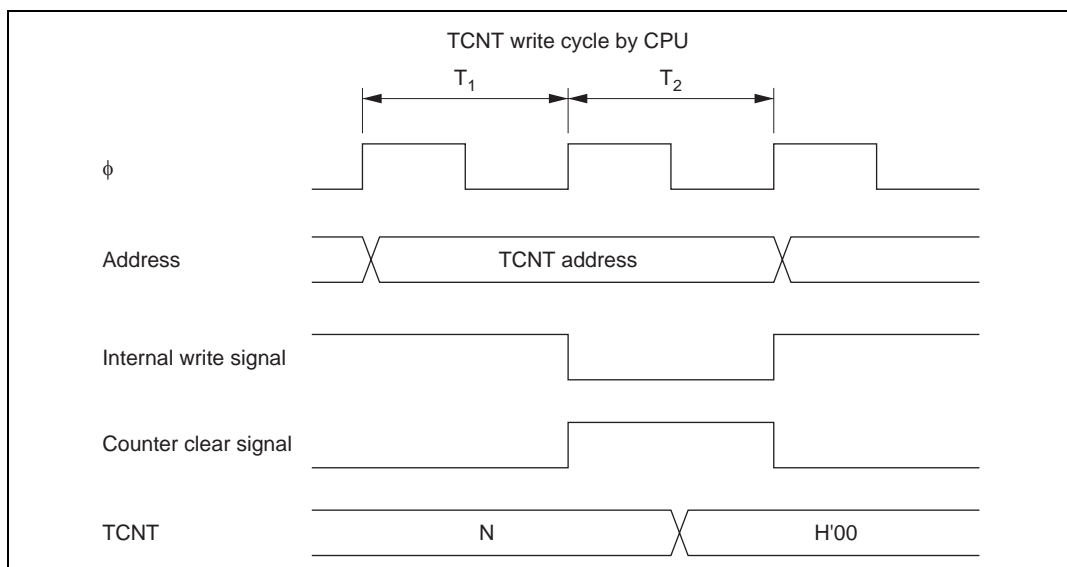 TCNT write cycle by CPU
T₁ T₂
ϕ
Address TCNT address
Internal write signal
Counter clear signal
TCNT N H'00